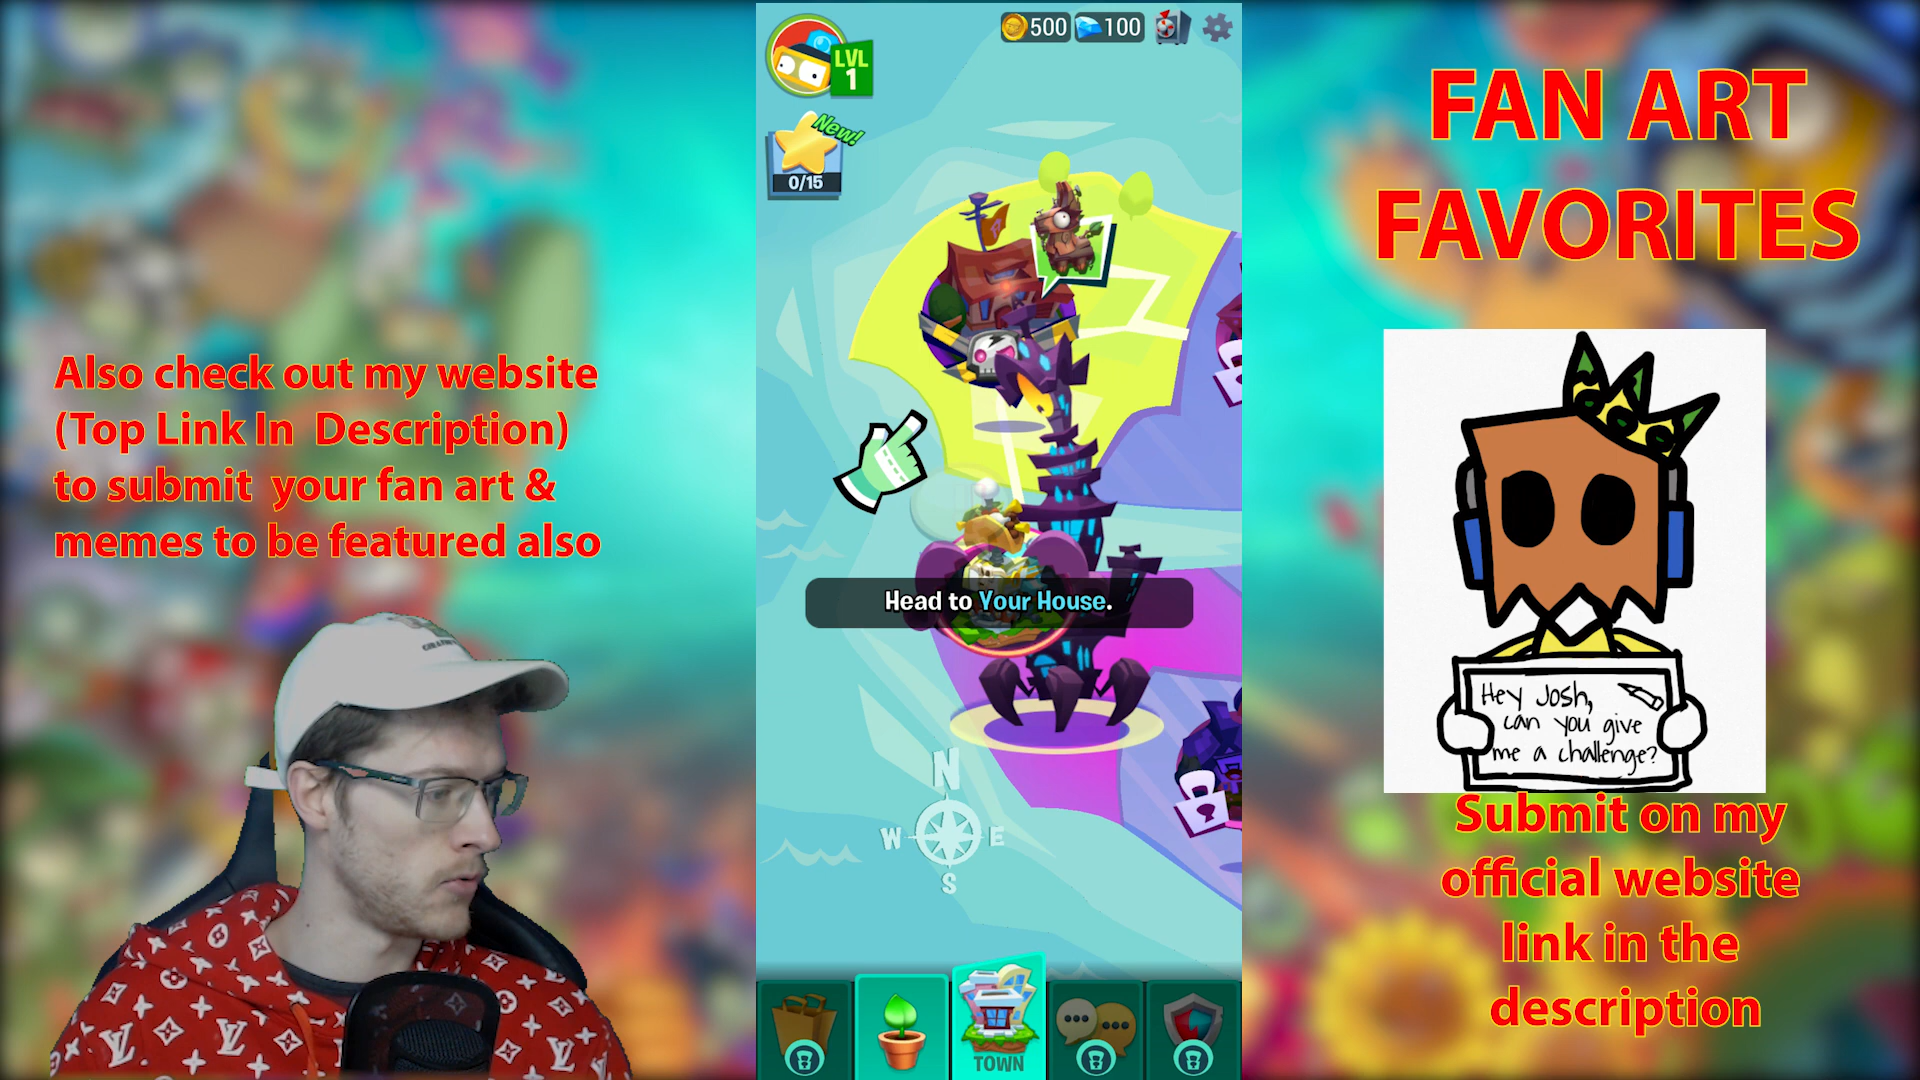 Also check out my website
(Top Link In Description)
to submit your fan art &
memes to be featured also
LVL
1
500
100
New!
0/15
Head to Your House.
N
W
E
S
TOWN
FAN ART
FAVORITES
Hey Josh,
can you give
me a challenge?
Submit on my
official website
link in the
description